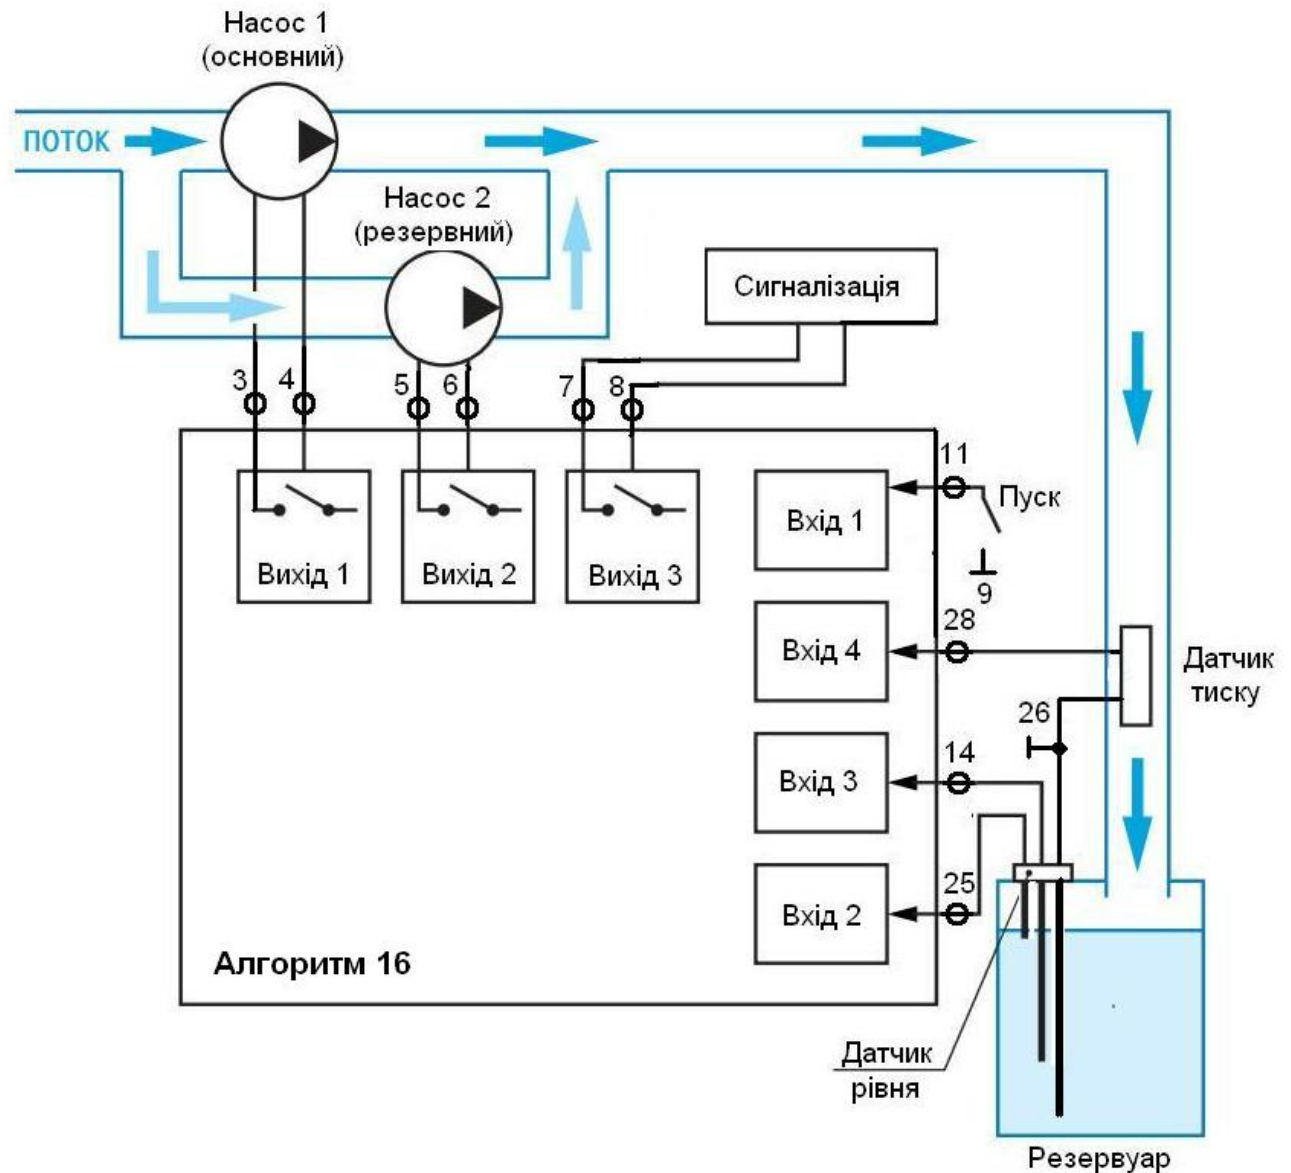 Насос 1
(основний)
ПОТОК
Насос 2
(резервний)
Сигналізація
3
4
5
6
7
8
11
Пуск
Вхід 1
9
Вихід 1
Вихід 2
Вихід 3
28
Вхід 4
Датчик
тиску
26
14
Вхід 3
25
Вхід 2
Алгоритм 16
Датчик
рівня
Резервуар